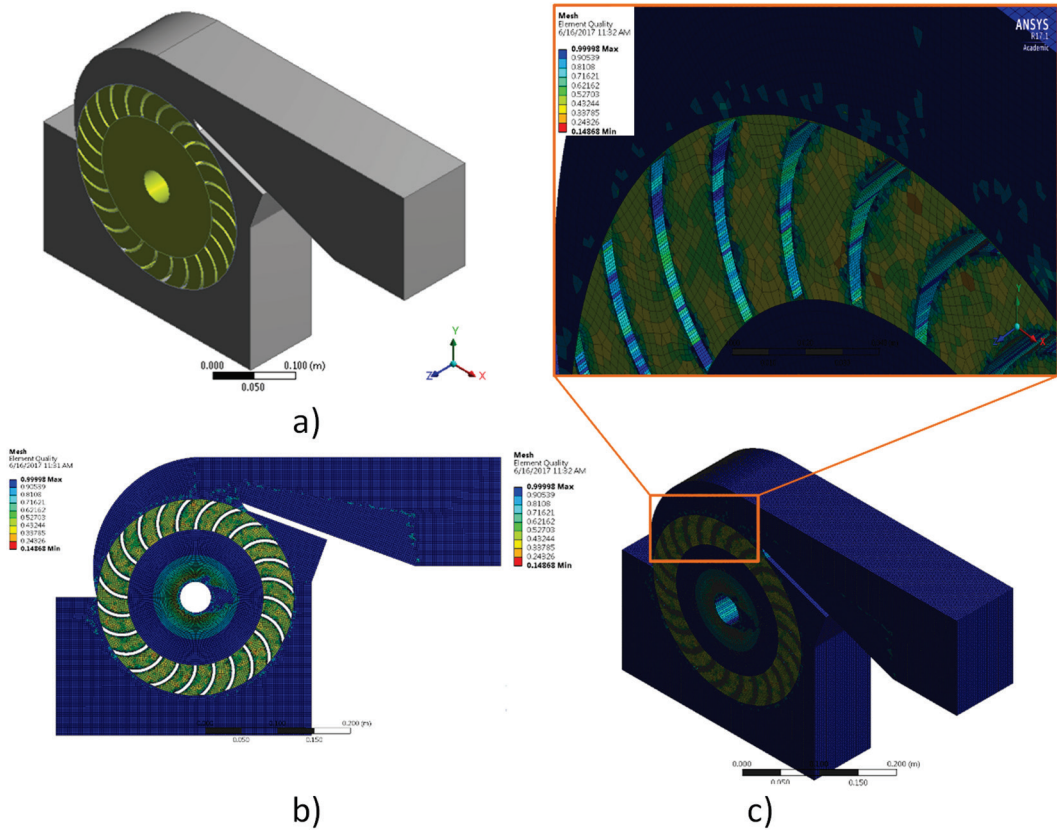 Mesh
Element Quality
6/16/2017 11:32 AM
0.99998 Max
0.90539
0.8108
0.71621
0.62162
0.52703
0.43244
0.33785
0.24326
0.14868 Min
ANSYS
R17.1
Academic
Y
Z
X
0.000
0.100 (m)
0.050
Y
Z
X
a)
Mesh
Element Quality
6/16/2017 11:31 AM
0.99998 Max
0.90539
0.8108
0.71621
0.62162
0.52703
0.43244
0.33785
0.24326
0.14868 Min
0.000
0.100
0.200 (m)
0.050
0.150
b)
Mesh
Element Quality
6/16/2017 11:32 AM
0.99998 Max
0.90539
0.8108
0.71621
0.62162
0.52703
0.43244
0.33785
0.24326
0.14868 Min
0.000
0.100
0.200 (m)
0.050
0.150
c)